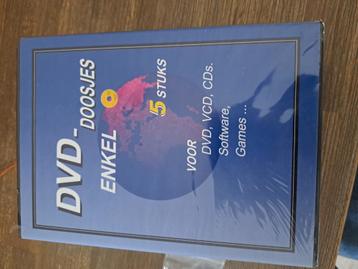 DVD-
DOOSJES
ENKEL
5 STUKS
VOOR
DVD, VCD, CDs.
Software,
Games ...